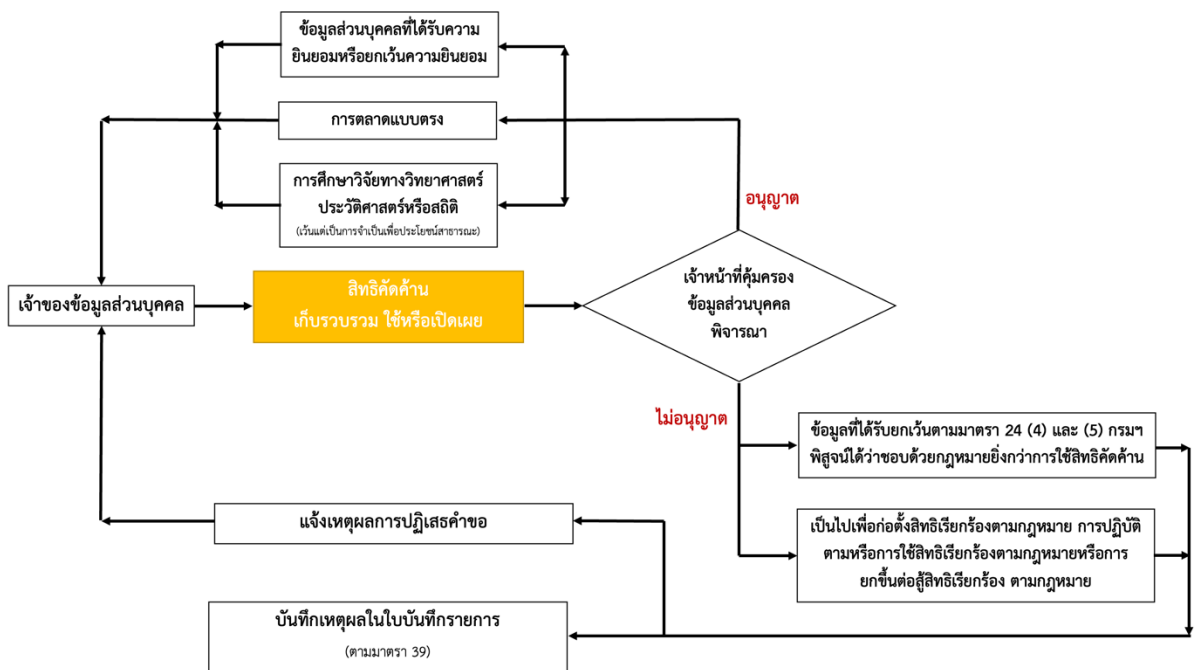 ข้อมูลส่วนบุคคลที่ได้รับความ
ยินยอมหรือยกเว้นความยินยอม
การตลาดแบบตรง
การศึกษาวิจัยทางวิทยาศาสตร์
ประวัติศาสตร์หรือสถิติ
(เว้นแต่เป็นการจำเป็นเพื่อประโยชน์สาธารณะ)
อนุญาต
เจ้าของข้อมูลส่วนบุคคล
สิทธิคัดค้าน
เก็บรวบรวม ใช้หรือเปิดเผย
เจ้าหน้าที่คุ้มครอง
ข้อมูลส่วนบุคคล
พิจารณา
ไม่อนุญาต
ข้อมูลที่ได้รับยกเว้นตามมาตรา 24 (4) และ (5) กรมฯ
พิสูจน์ได้ว่าชอบด้วยกฎหมายยิ่งกว่าการใช้สิทธิคัดค้าน
เป็นไปเพื่อก่อตั้งสิทธิเรียกร้องตามกฎหมาย การปฏิบัติ
ตามหรือการใช้สิทธิเรียกร้องตามกฎหมายหรือการ
ยกขึ้นต่อสู้สิทธิเรียกร้อง ตามกฎหมาย
แจ้งเหตุผลการปฏิเสธคำขอ
บันทึกเหตุผลในใบบันทึกรายการ
(ตามมาตรา 39)